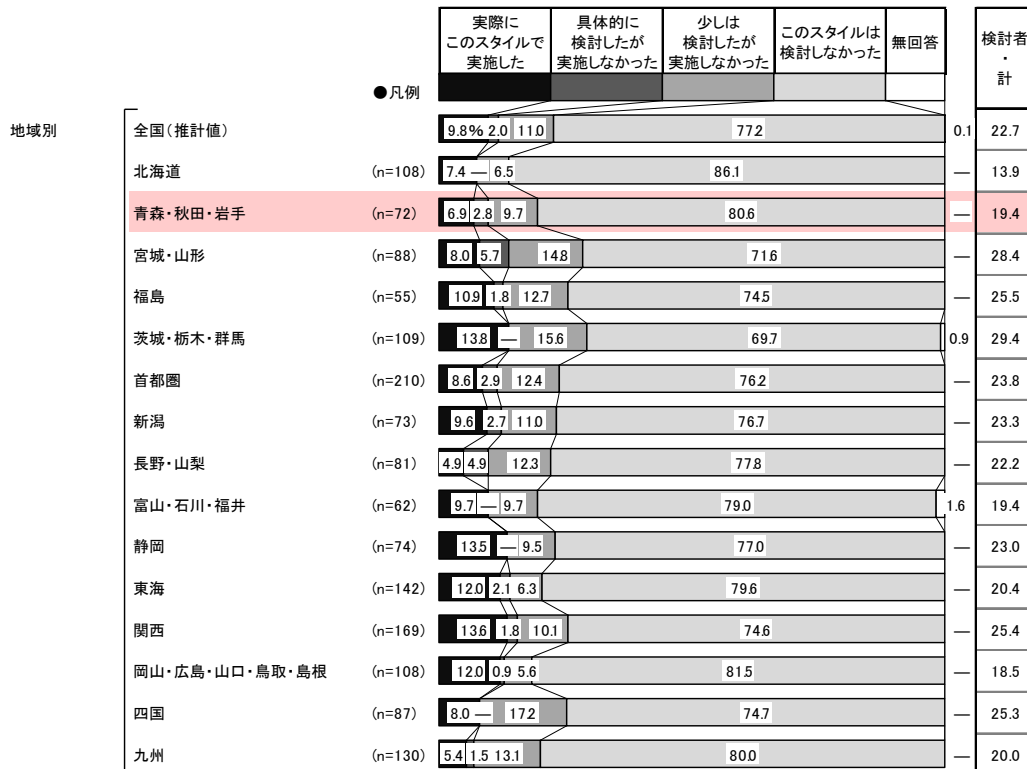 実際に
このスタイルで
実施した
具体的に
検討したが
実施しなかった
少しは
検討したが
実施しなかった
このスタイルは
検討しなかった
無回答
検討者
・
計
●凡例
地域別
全国(推計値) 9.8% 2.0 11.0 77.2 0.1 22.7
北海道 (n=108) 7.4 — 6.5 86.1 — 13.9
青森・秋田・岩手 (n=72) 6.9 2.8 9.7 80.6 — 19.4
宮城・山形 (n=88) 8.0 5.7 14.8 71.6 — 28.4
福島 (n=55) 10.9 1.8 12.7 74.5 — 25.5
茨城・栃木・群馬 (n=109) 13.8 — 15.6 69.7 0.9 29.4
首都圏 (n=210) 8.6 2.9 12.4 76.2 — 23.8
新潟 (n=73) 9.6 2.7 11.0 76.7 — 23.3
長野・山梨 (n=81) 4.9 4.9 12.3 77.8 — 22.2
富山・石川・福井 (n=62) 9.7 — 9.7 79.0 1.6 19.4
静岡 (n=74) 13.5 — 9.5 77.0 — 23.0
東海 (n=142) 12.0 2.1 6.3 79.6 — 20.4
関西 (n=169) 13.6 1.8 10.1 74.6 — 25.4
岡山・広島・山口・鳥取・島根 (n=108) 12.0 0.9 5.6 81.5 — 18.5
四国 (n=87) 8.0 — 17.2 74.7 — 25.3
九州 (n=130) 5.4 1.5 13.1 80.0 — 20.0